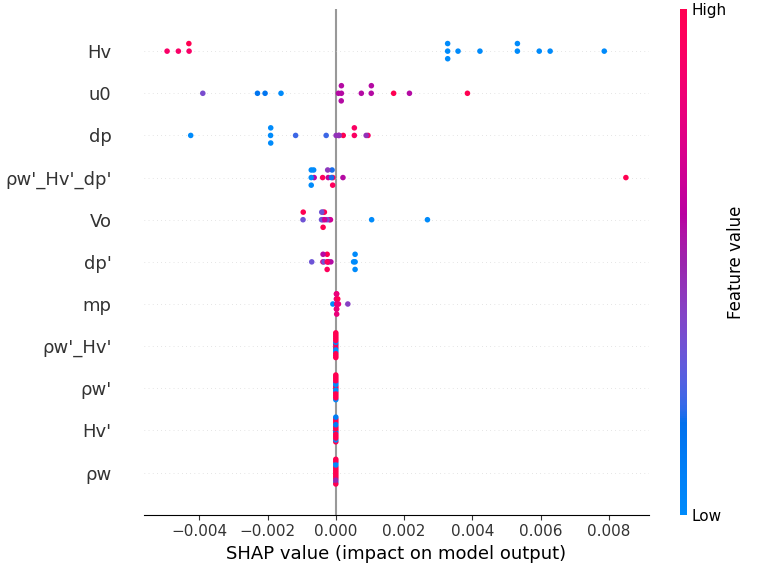 High
Hv
u0
dp
ρw'_Hv'_dp'
Vo
dp'
mp
ρw'_Hv'
ρw'
Hv'
ρw
Feature value
Low
−0.004 −0.002 0.000 0.002 0.004 0.006 0.008
SHAP value (impact on model output)